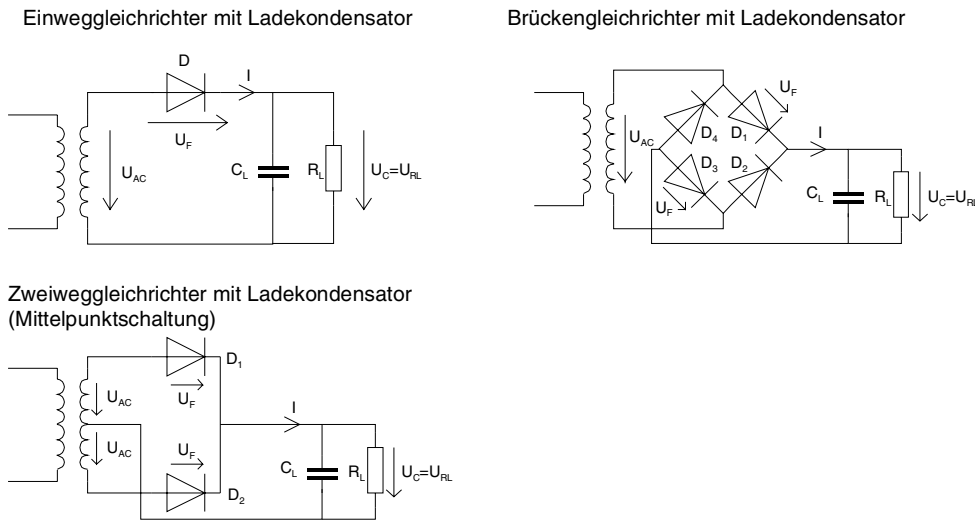 Einweggleichrichter mit Ladekondensator
D
I
U_F
U_AC
C_L
R_L
U_C=U_RL
Brückengleichrichter mit Ladekondensator
U_F
U_AC
D_4
D_1
I
D_3
D_2
U_F
C_L
R_L
U_C=U_RL
Zweiweggleichrichter mit Ladekondensator
(Mittelpunktschaltung)
D_1
U_AC
U_F
I
U_AC
U_F
C_L
R_L
U_C=U_RL
D_2